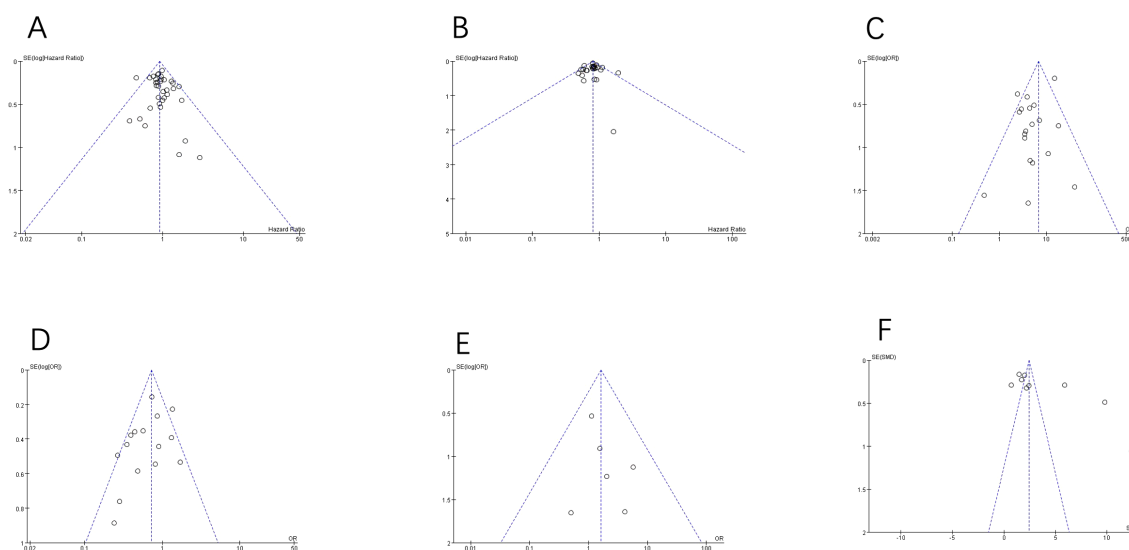 A
SE(log[Hazard Ratio])
0
0.5
1
1.5
2
0.02 0.1 1 10 50
Hazard Ratio
B
SE(log[Hazard Ratio])
0
1
2
3
4
5
0.01 0.1 1 10 100
Hazard Ratio
C
SE(log[OR])
0
0.5
1
1.5
2
0.002 0.1 1 10
D
SE(log[OR])
0
0.2
0.4
0.6
0.8
1
0.02 0.1 1 10 50
OR
E
SE(log[OR])
0
0.5
1
1.5
2
0.01 0.1 1 10 100
OR
F
SE(SMD)
0
0.5
1
1.5
2
-10 -5 0 5 10